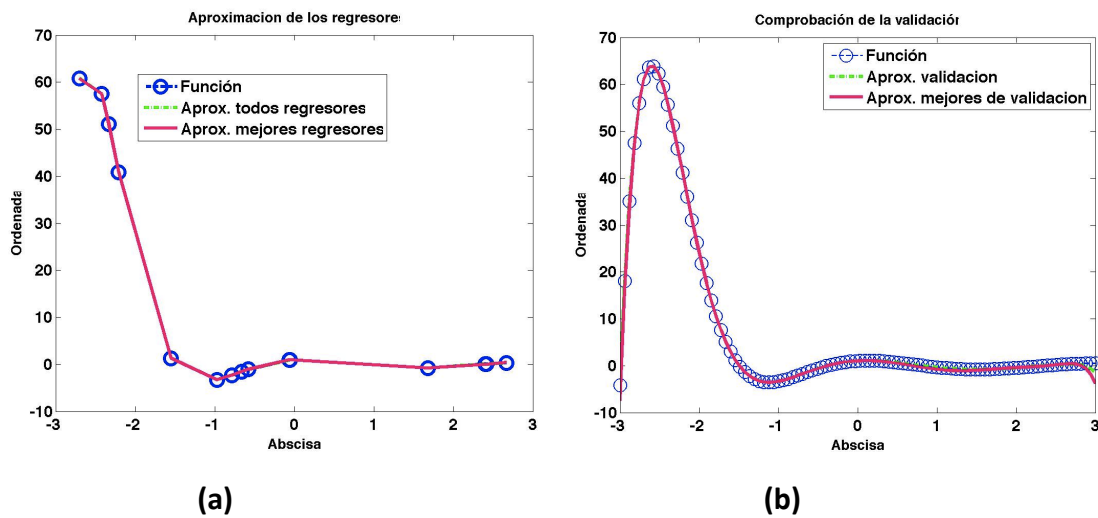 Aproximacion de los regresores
70
60
50
40
30
20
10
0
-10
-3
-2
-1
0
1
2
3
Ordenada
Abscisa
Función
Aprox. todos regresores
Aprox. mejores regresores
(a)
Comprobación de la validación
70
60
50
40
30
20
10
0
-10
-3
-2
-1
0
1
2
3
Ordenada
Abscisa
Función
Aprox. validacion
Aprox. mejores de validacion
(b)